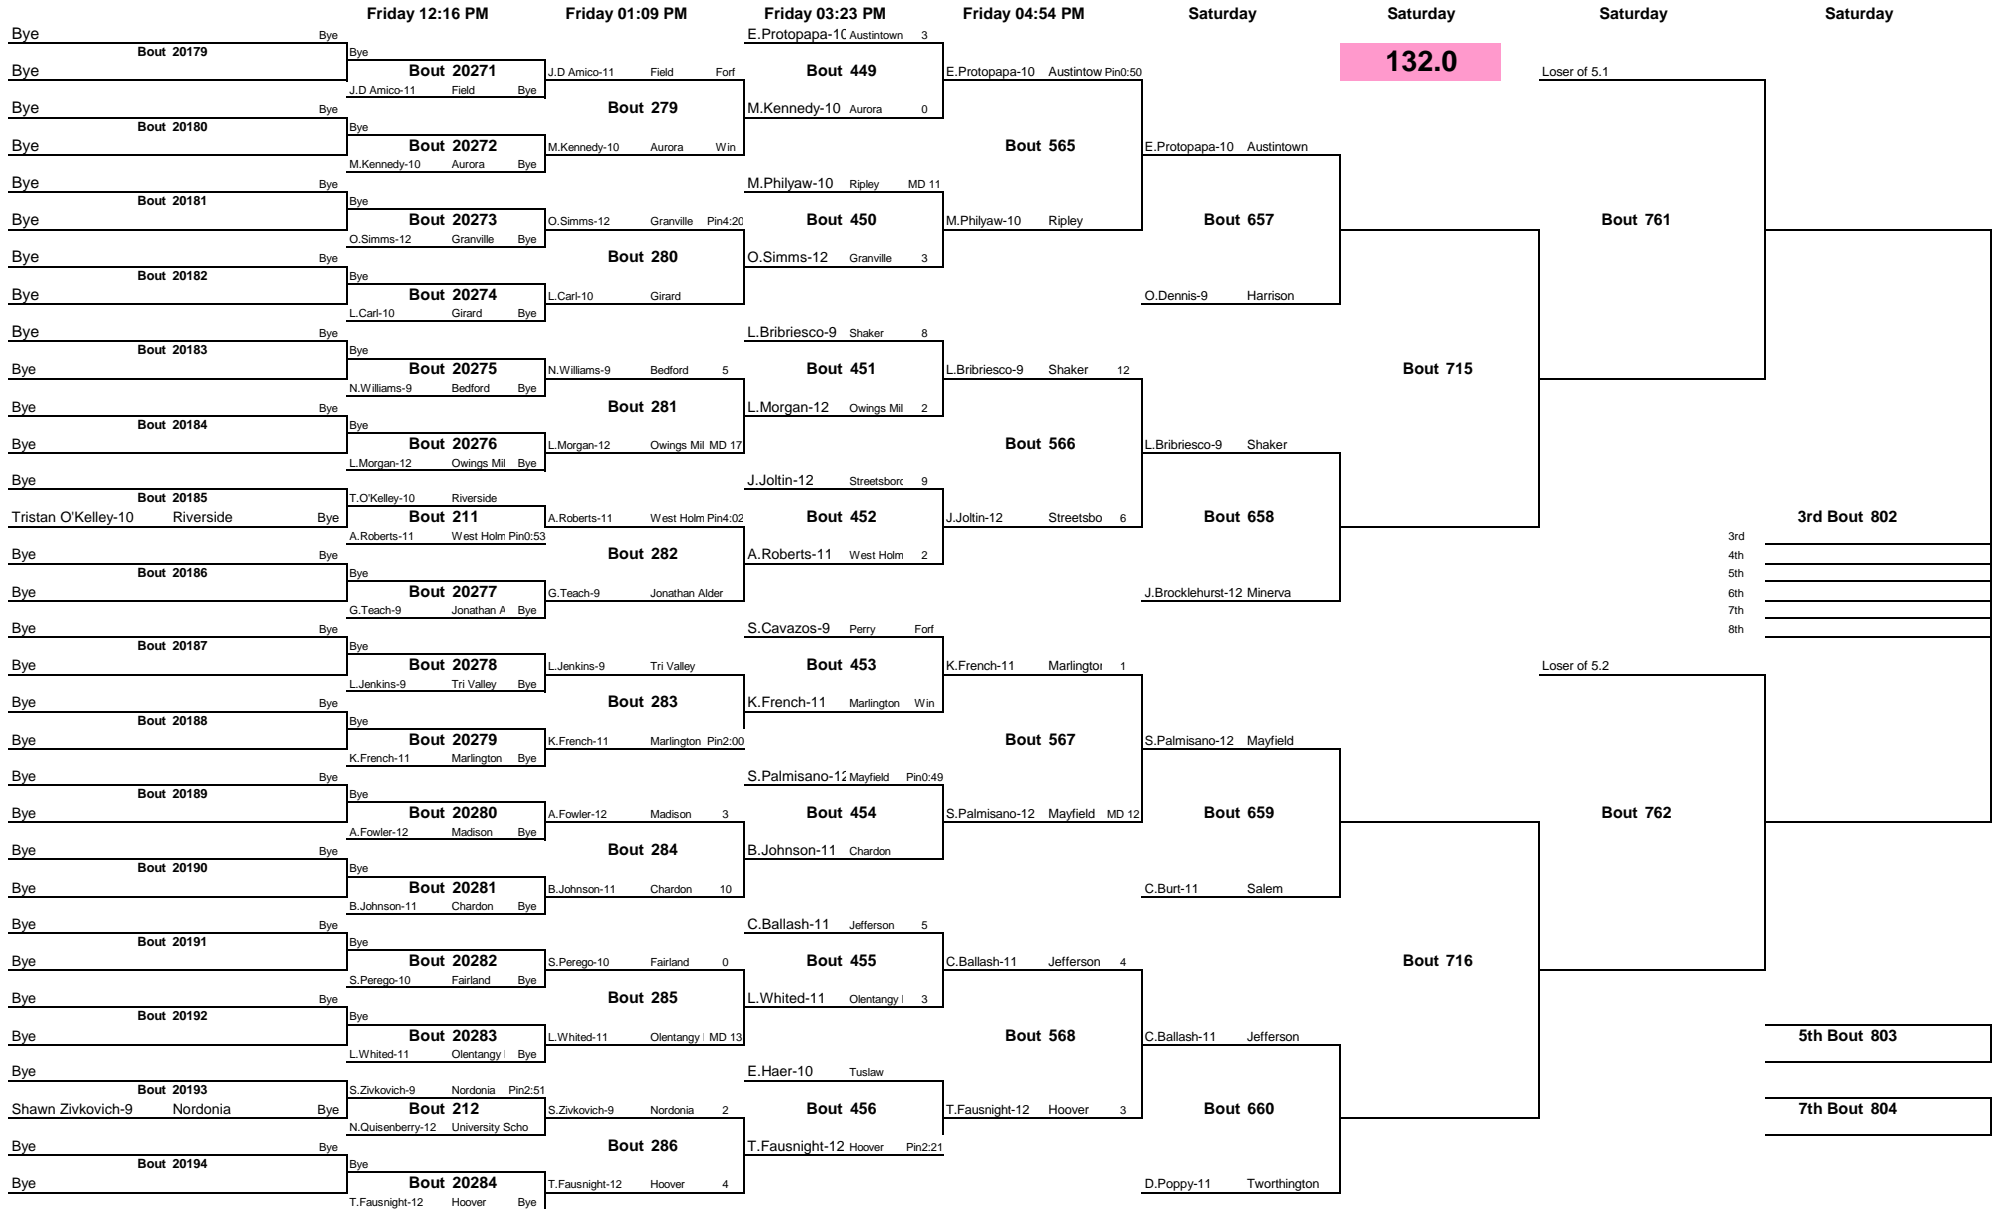 Friday 12:16 PM Friday 01:09 PM Friday 03:23 PM Friday 04:54 PM Saturday Saturday Saturday Saturday
132.0
Bye Bye
Bout 20179
Bye
Bye Bye
Bout 20180
Bye
Bye Bye
Bout 20181
Bye
Bye Bye
Bout 20182
Bye
Bye Bye
Bout 20183
Bye
Bye Bye
Bout 20184
Bye
Bye
Bout 20185
Tristan O'Kelley-10 Riverside Bye
Bye Bye
Bout 20186
Bye
Bye Bye
Bout 20187
Bye
Bye Bye
Bout 20188
Bye
Bye Bye
Bout 20189
Bye
Bye Bye
Bout 20190
Bye
Bye Bye
Bout 20191
Bye
Bye Bye
Bout 20192
Bye
Bye
Bout 20193
Shawn Zivkovich-9 Nordonia Bye
Bye Bye
Bout 20194
Bye
Bye
Bout 20271
J.D Amico-11 Field Bye
Bye
Bout 20272
M.Kennedy-10 Aurora Bye
Bye
Bout 20273
O.Simms-12 Granville Bye
Bye
Bout 20274
L.Carl-10 Girard Bye
Bye
Bout 20275
N.Williams-9 Bedford Bye
Bye
Bout 20276
L.Morgan-12 Owings Mil Bye
T.O'Kelley-10 Riverside
Bout 211
A.Roberts-11 West Holm Pin0:53
Bye
Bout 20277
G.Teach-9 Jonathan A Bye
Bye
Bout 20278
L.Jenkins-9 Tri Valley Bye
Bye
Bout 20279
K.French-11 Marlington Bye
Bye
Bout 20280
A.Fowler-12 Madison Bye
Bye
Bout 20281
B.Johnson-11 Chardon Bye
Bye
Bout 20282
S.Perego-10 Fairland Bye
Bye
Bout 20283
L.Whited-11 Olentangy Bye
S.Zivkovich-9 Nordonia Pin2:51
Bout 212
N.Quisenberry-12 University Scho
Bye
Bout 20284
T.Fausnight-12 Hoover Bye
J.D Amico-11 Field Forf
Bout 279
M.Kennedy-10 Aurora Win
O.Simms-12 Granville Pin4:20
Bout 280
L.Carl-10 Girard
N.Williams-9 Bedford 5
Bout 281
L.Morgan-12 Owings Mil MD 17
A.Roberts-11 West Holm Pin4:02
Bout 282
G.Teach-9 Jonathan Alder
L.Jenkins-9 Tri Valley
Bout 283
K.French-11 Marlington Pin2:00
A.Fowler-12 Madison 3
Bout 284
B.Johnson-11 Chardon 10
S.Perego-10 Fairland 0
Bout 285
L.Whited-11 Olentangy MD 13
S.Zivkovich-9 Nordonia 2
Bout 286
T.Fausnight-12 Hoover 4
E.Protopapa-10 Austintown 3
Bout 449
M.Kennedy-10 Aurora 0
M.Philyaw-10 Ripley MD 11
Bout 450
O.Simms-12 Granville 3
L.Bribriesco-9 Shaker 8
Bout 451
L.Morgan-12 Owings Mil 2
J.Joltin-12 Streetsboro 9
Bout 452
A.Roberts-11 West Holm 2
S.Cavazos-9 Perry Forf
Bout 453
K.French-11 Marlington Win
S.Palmisano-12 Mayfield Pin0:49
Bout 454
B.Johnson-11 Chardon
C.Ballash-11 Jefferson 5
Bout 455
L.Whited-11 Olentangy 3
E.Haer-10 Tuslaw
Bout 456
T.Fausnight-12 Hoover Pin2:21
E.Protopapa-10 Austintow Pin0:50
Bout 565
M.Philyaw-10 Ripley
L.Bribriesco-9 Shaker 12
Bout 566
J.Joltin-12 Streetsbo 6
K.French-11 Marlington 1
Bout 567
S.Palmisano-12 Mayfield MD 12
C.Ballash-11 Jefferson 4
Bout 568
T.Fausnight-12 Hoover 3
E.Protopapa-10 Austintown
Bout 657
O.Dennis-9 Harrison
L.Bribriesco-9 Shaker
Bout 658
J.Brocklehurst-12 Minerva
S.Palmisano-12 Mayfield
Bout 659
C.Burt-11 Salem
C.Ballash-11 Jefferson
Bout 660
D.Poppy-11 Tworthington
Bout 715
Bout 716
Loser of 5.1
Bout 761
Loser of 5.2
Bout 762
3rd Bout 802
3rd
4th
5th
6th
7th
8th
5th Bout 803
7th Bout 804